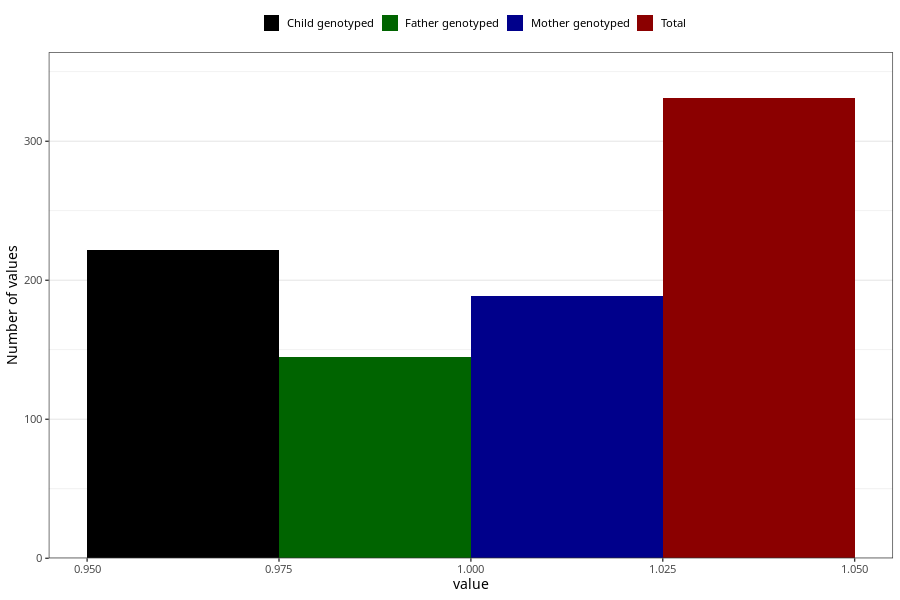 Child genotyped Father genotyped Mother genotyped Total
Number of values
300
200
100
0
0.950 0.975 1.000 1.025 1.050
value